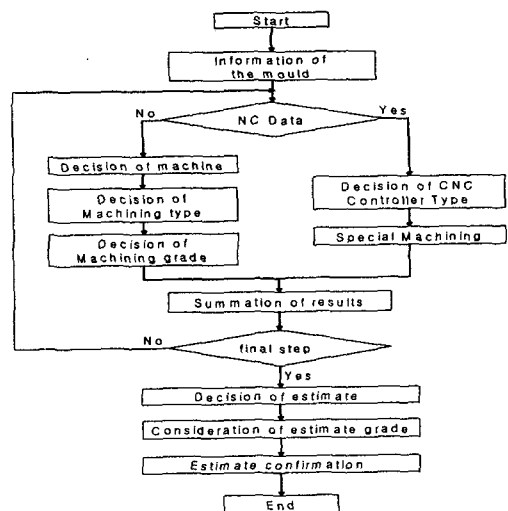 Start
Information of
the mould
No
Yes
NC Data
Decision of machine
Decision of
Machining type
Decision of
Machining grade
Decision of CNC
Controller Type
Special Machining
Summation of results
No
final step
Yes
Decision of estimate
Consideration of estimate grade
Estimate confirmation
End